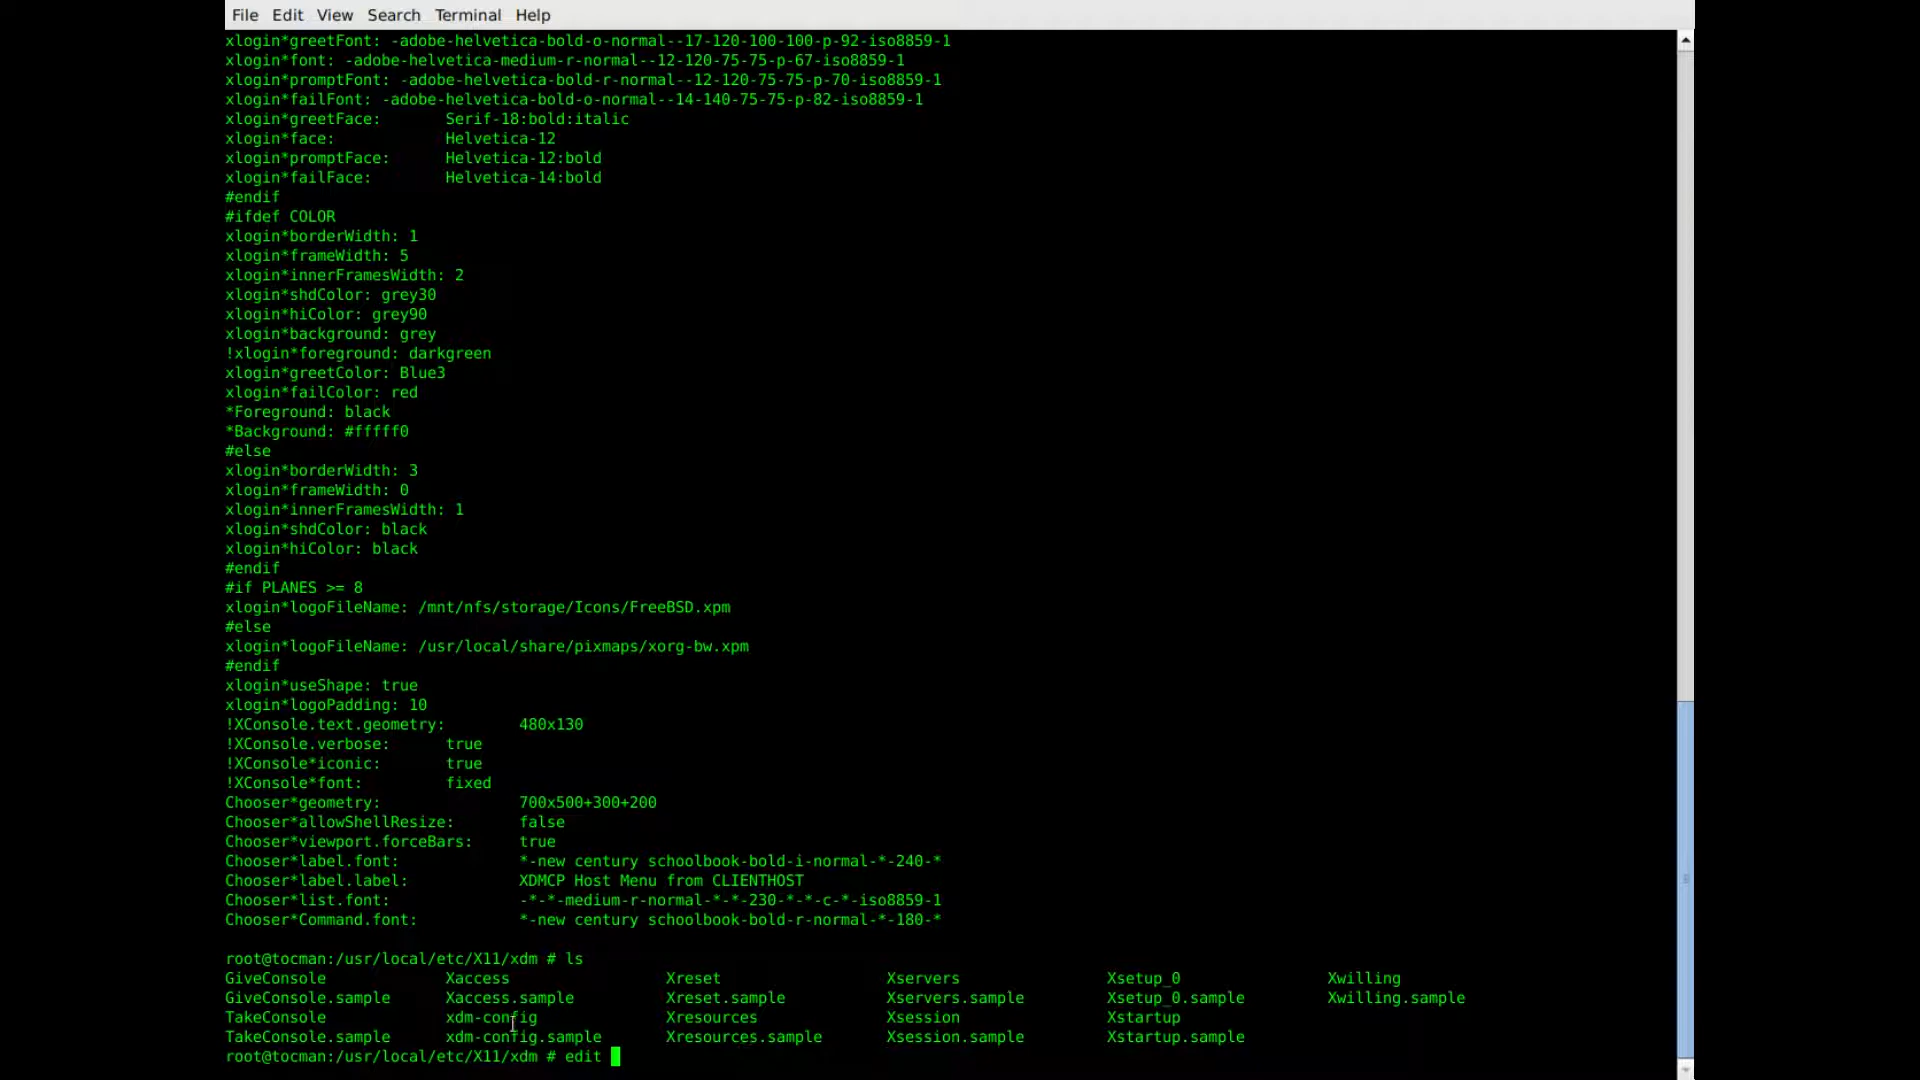 File Edit View Search Terminal Help
xlogin*greetFont: -adobe-helvetica-bold-o-normal--17-120-100-100-p-92-iso8859-1
xlogin*font: -adobe-helvetica-medium-r-normal--12-120-75-75-p-67-iso8859-1
xlogin*promptFont: -adobe-helvetica-bold-r-normal--12-120-75-75-p-70-iso8859-1
xlogin*failFont: -adobe-helvetica-bold-o-normal--14-140-75-75-p-82-iso8859-1
xlogin*greetFace:       Serif-18:bold:italic
xlogin*face:            Helvetica-12
xlogin*promptFace:      Helvetica-12:bold
xlogin*failFace:        Helvetica-14:bold
#endif
#ifdef COLOR
xlogin*borderWidth: 1
xlogin*frameWidth: 5
xlogin*innerFramesWidth: 2
xlogin*shdColor: grey30
xlogin*hiColor: grey90
xlogin*background: grey
!xlogin*foreground: darkgreen
xlogin*greetColor: Blue3
xlogin*failColor: red
*Foreground: black
*Background: #fffff0
#else
xlogin*borderWidth: 3
xlogin*frameWidth: 0
xlogin*innerFramesWidth: 1
xlogin*shdColor: black
xlogin*hiColor: black
#endif
#if PLANES >= 8
xlogin*logoFileName: /mnt/nfs/storage/Icons/FreeBSD.xpm
#else
xlogin*logoFileName: /usr/local/share/pixmaps/xorg-bw.xpm
#endif
xlogin*useShape: true
xlogin*logoPadding: 10
!XConsole.text.geometry:        480x130
!XConsole.verbose:      true
!XConsole*iconic:       true
!XConsole*font:         fixed
Chooser*geometry:               700x500+300+200
Chooser*allowShellResize:       false
Chooser*viewport.forceBars:     true
Chooser*label.font:             *-new century schoolbook-bold-i-normal-*-240-*
Chooser*label.label:            XDMCP Host Menu from CLIENTHOST
Chooser*list.font:              -*-*-medium-r-normal-*-*-230-*-*-c-*-iso8859-1
Chooser*Command.font:           *-new century schoolbook-bold-r-normal-*-180-*
root@tocman:/usr/local/etc/X11/xdm # ls
GiveConsole             Xaccess                 Xreset                  Xservers                Xsetup_0                Xwilling
GiveConsole.sample      Xaccess.sample          Xreset.sample           Xservers.sample         Xsetup_0.sample         Xwilling.sample
TakeConsole             xdm-config              Xresources              Xsession                Xstartup
TakeConsole.sample      xdm-config.sample       Xresources.sample       Xsession.sample         Xstartup.sample
root@tocman:/usr/local/etc/X11/xdm # edit